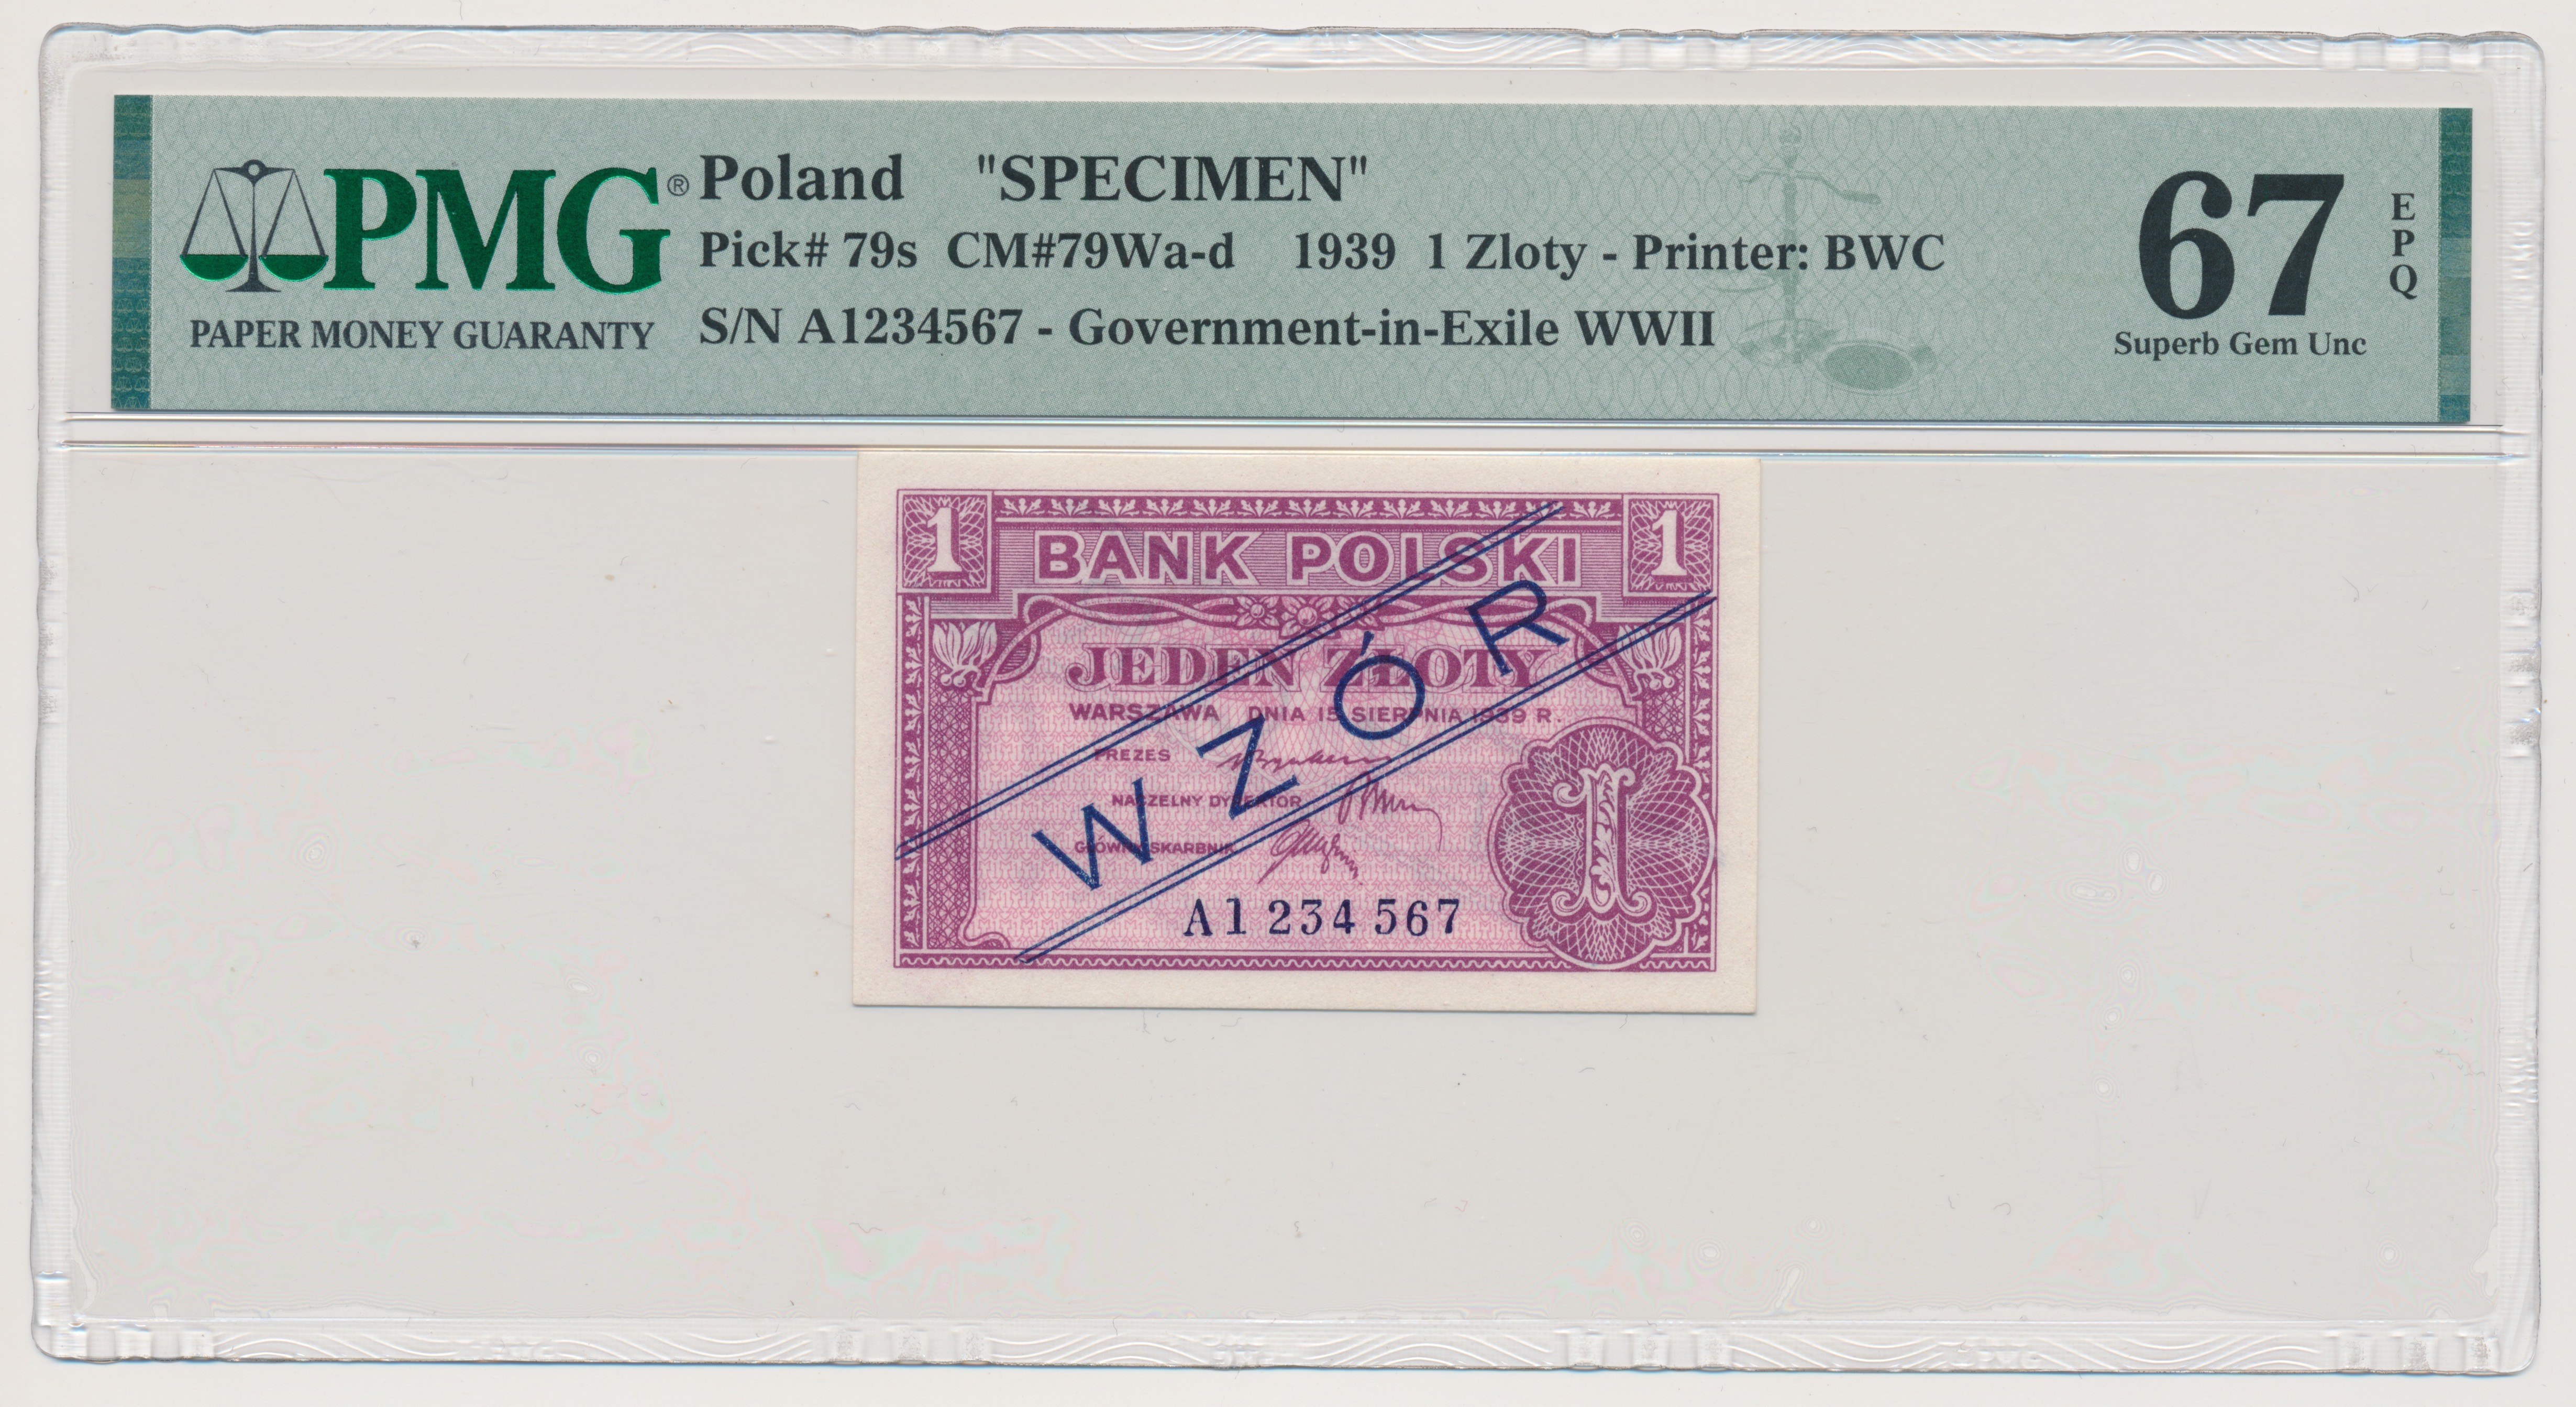 PMG®
PAPER MONEY GUARANTY
Poland "SPECIMEN"
Pick# 79s CM#79Wa-d 1939 1 Zloty - Printer: BWC
S/N A1234567 - Government-in-Exile WWII
67
EPQ
Superb Gem Unc
1 1
BANK POLSKI
JEDEN ZŁOTY
WARSZAWA DNIA 15 SIERPNIA 1939 R.
PREZES
NACZELNY DYREKTOR
GŁÓWNY SKARBNIK
WZÓR
A1 234 567
1